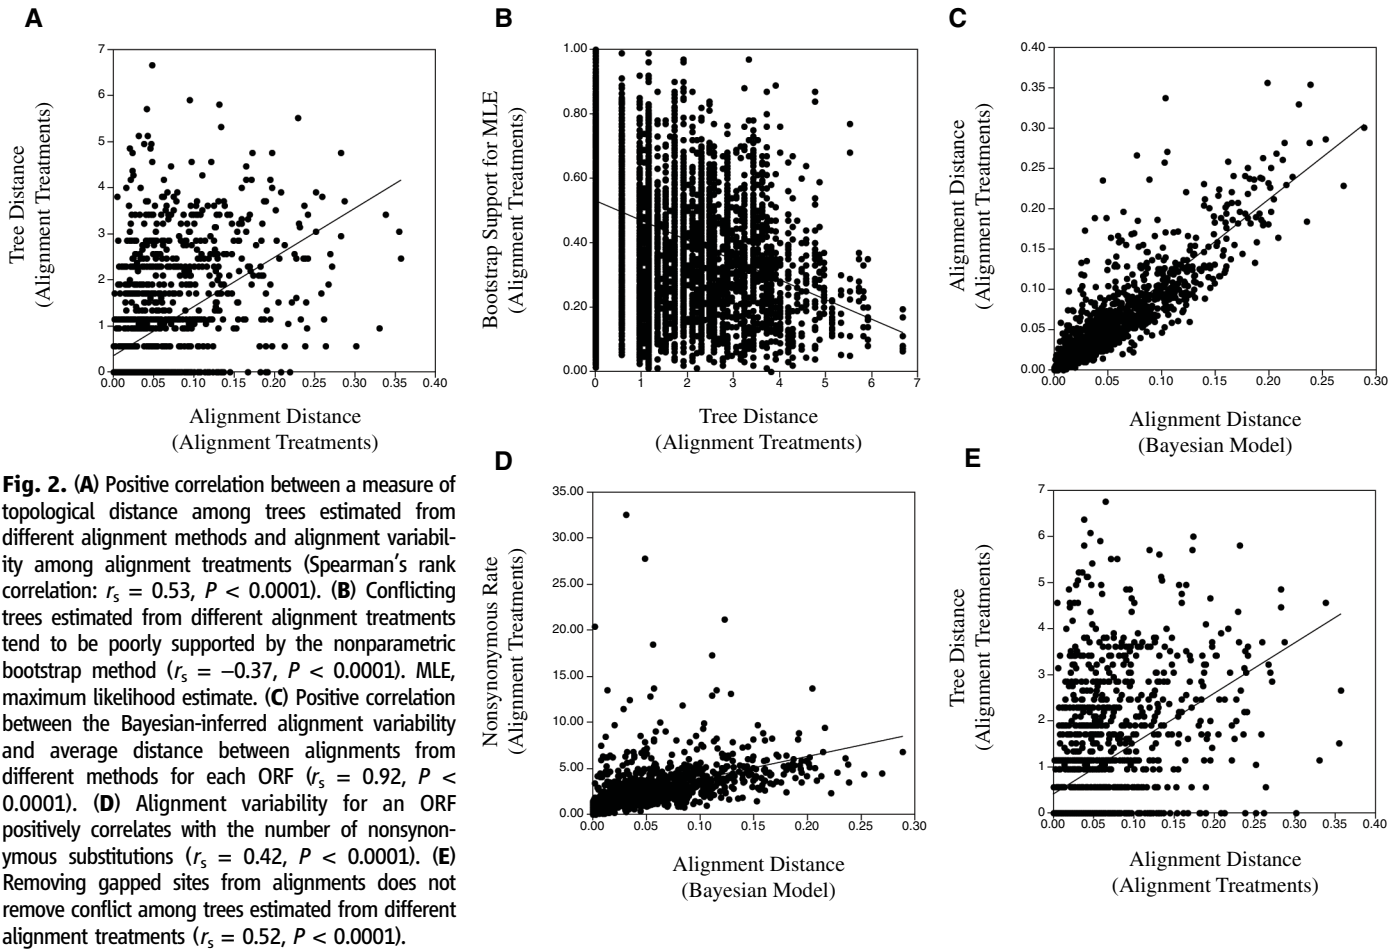 A
7
6
5
4
3
2
1
0
0.00
0.05
0.10
0.15
0.20
0.25
0.30
0.35
0.40
Tree Distance
(Alignment Treatments)
Alignment Distance
(Alignment Treatments)
B
1.00
0.80
0.60
0.40
0.20
0.00
0
1
2
3
4
5
6
7
Bootstrap Support for MLE
(Alignment Treatments)
Tree Distance
(Alignment Treatments)
C
0.40
0.35
0.30
0.25
0.20
0.15
0.10
0.05
0.00
0.00
0.05
0.10
0.15
0.20
0.25
0.30
Alignment Distance
(Alignment Treatments)
Alignment Distance
(Bayesian Model)
Fig. 2. (A) Positive correlation between a measure of
topological distance among trees estimated from
different alignment methods and alignment variabil-
ity among alignment treatments (Spearman's rank
correlation: rs = 0.53, P < 0.0001). (B) Conflicting
trees estimated from different alignment treatments
tend to be poorly supported by the nonparametric
bootstrap method (rs = −0.37, P < 0.0001). MLE,
maximum likelihood estimate. (C) Positive correlation
between the Bayesian-inferred alignment variability
and average distance between alignments from
different methods for each ORF (rs = 0.92, P <
0.0001). (D) Alignment variability for an ORF
positively correlates with the number of nonsynon-
ymous substitutions (rs = 0.42, P < 0.0001). (E)
Removing gapped sites from alignments does not
remove conflict among trees estimated from different
alignment treatments (rs = 0.52, P < 0.0001).
D
35.00
30.00
25.00
20.00
15.00
10.00
5.00
0.00
0.00
0.05
0.10
0.15
0.20
0.25
0.30
Nonsynonymous Rate
(Alignment Treatments)
Alignment Distance
(Bayesian Model)
E
7
6
5
4
3
2
1
0
0.00
0.05
0.10
0.15
0.20
0.25
0.30
0.35
0.40
Tree Distance
(Alignment Treatments)
Alignment Distance
(Alignment Treatments)